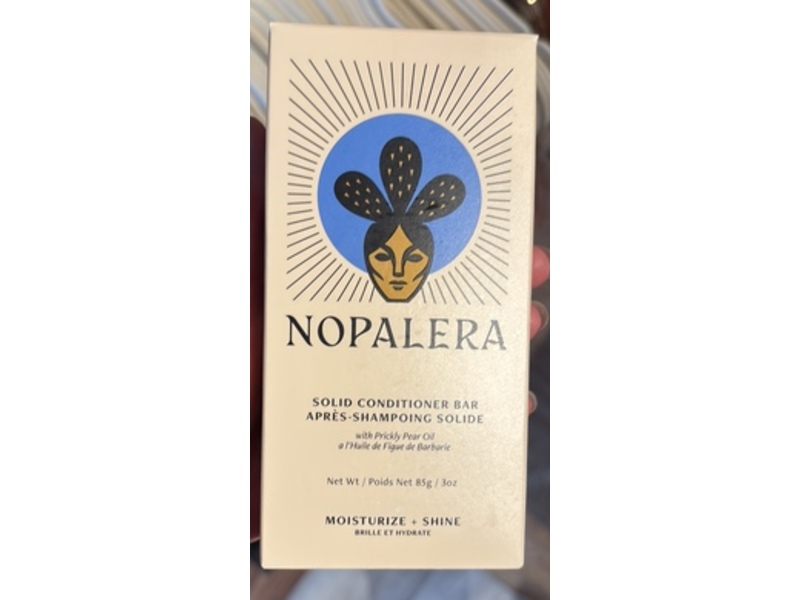 NOPALERA
SOLID CONDITIONER BAR
APRÈS-SHAMPOING SOLIDE
with Prickly Pear Oil
a l'Huile de Figue de Barbarie
Net Wt / Poids Net 85g / 3oz
MOISTURIZE + SHINE
BRILLE ET HYDRATE